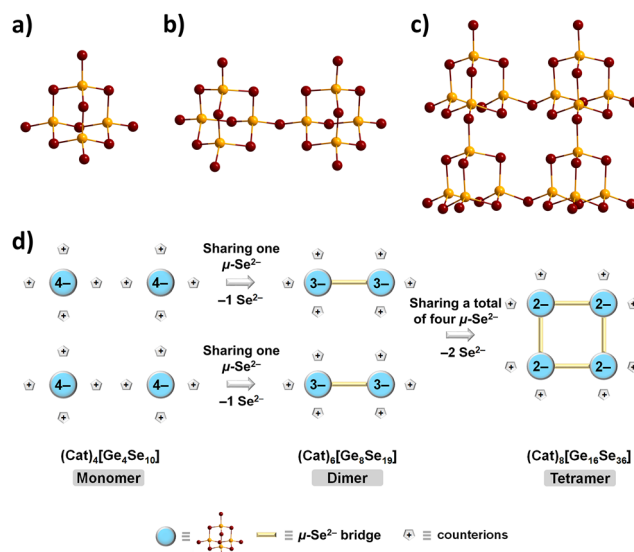 a)
b)
c)
d)
Sharing one
μ-Se²⁻
–1 Se²⁻
4–
4–
3–
3–
Sharing a total
of four μ-Se²⁻
–2 Se²⁻
2–
2–
2–
2–
Sharing one
μ-Se²⁻
–1 Se²⁻
4–
4–
3–
3–
(Cat)₄[Ge₄Se₁₀]
Monomer
(Cat)₆[Ge₈Se₁₉]
Dimer
(Cat)₈[Ge₁₆Se₃₆]
Tetramer
≡
≡ μ-Se²⁻ bridge
≡ counterions